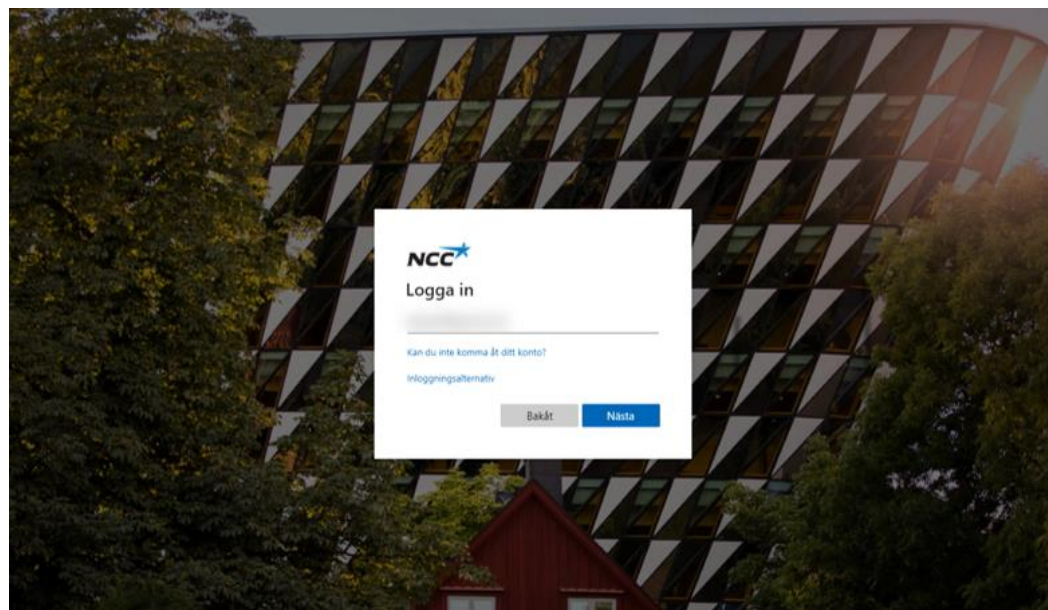 NCC
Logga in
Kan du inte komma åt ditt konto?
Inloggningsalternativ
Bakåt
Nästa